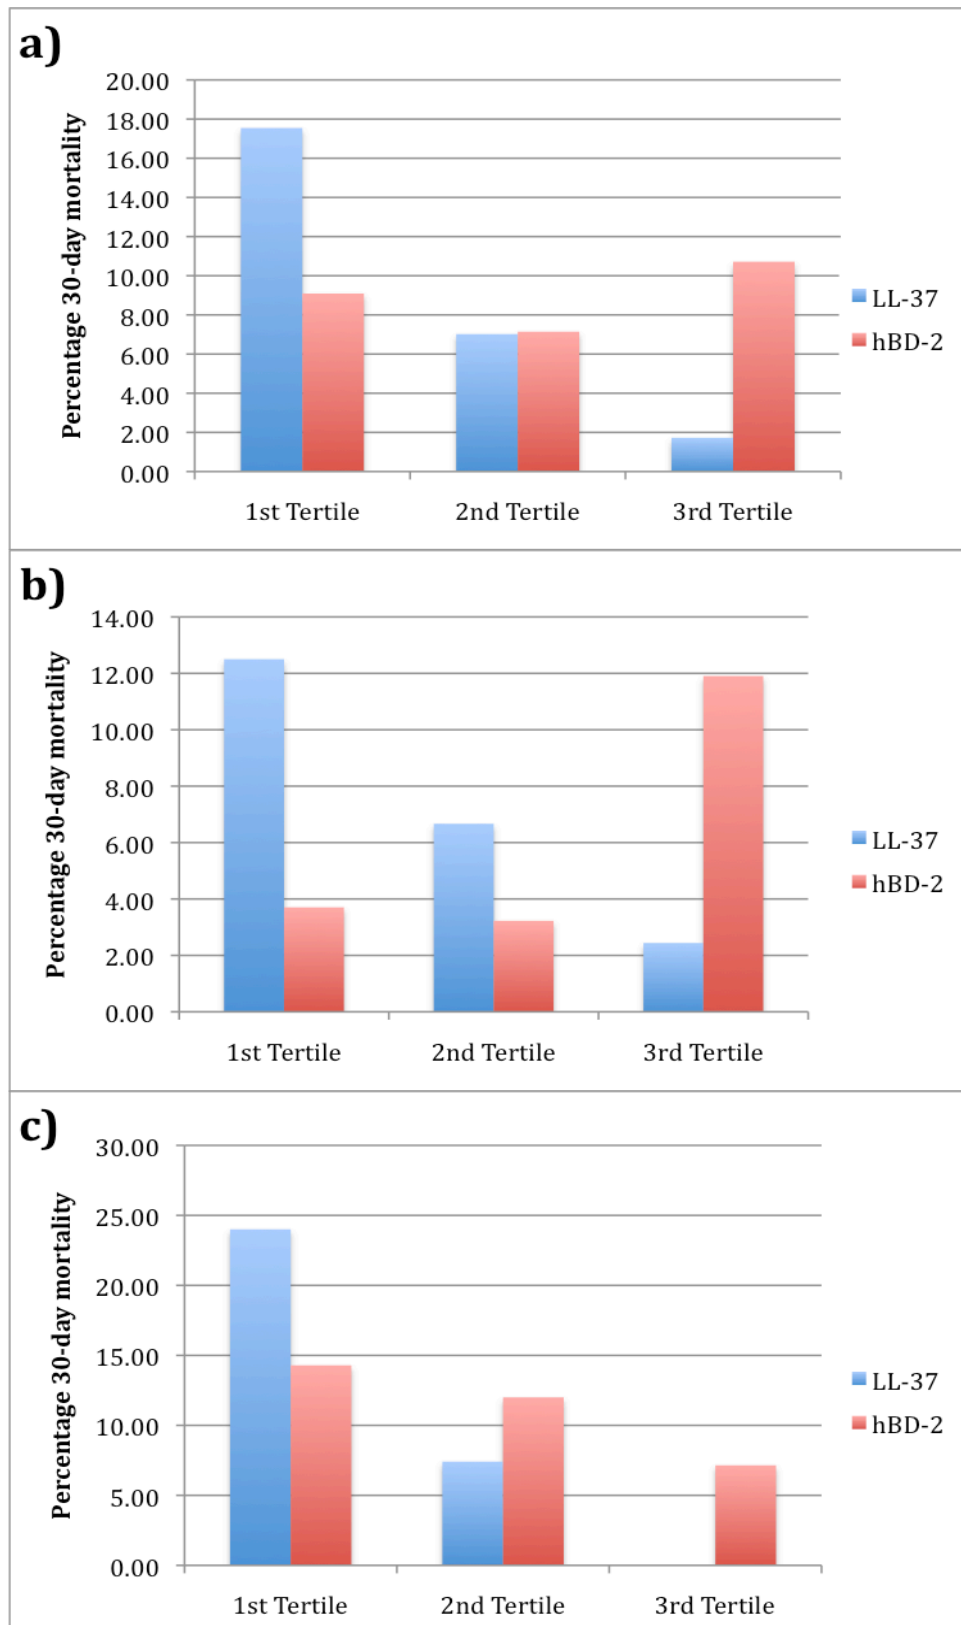 a)
Percentage 30-day mortality
20.00
18.00
16.00
14.00
12.00
10.00
8.00
6.00
4.00
2.00
0.00
1st Tertile
2nd Tertile
3rd Tertile
LL-37
hBD-2
b)
Percentage 30-day mortality
14.00
12.00
10.00
8.00
6.00
4.00
2.00
0.00
1st Tertile
2nd Tertile
3rd Tertile
LL-37
hBD-2
c)
Percentage 30-day mortality
30.00
25.00
20.00
15.00
10.00
5.00
0.00
1st Tertile
2nd Tertile
3rd Tertile
LL-37
hBD-2